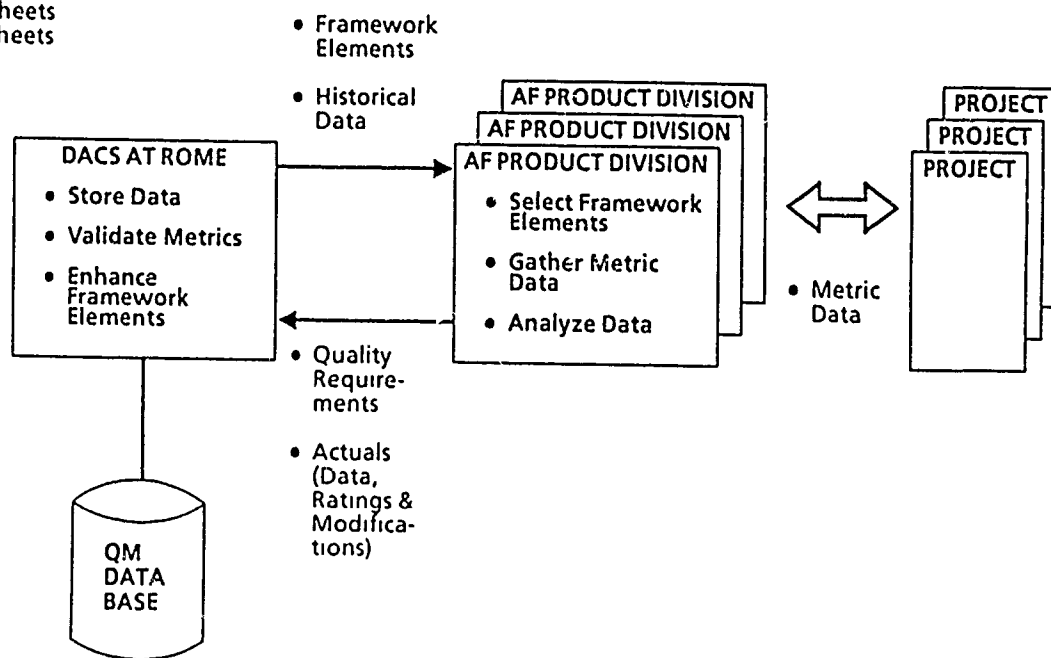 heets
heets
• Framework
Elements
• Historical
Data
DACS AT ROME
• Store Data
• Validate Metrics
• Enhance
Framework
Elements
AF PRODUCT DIVISION
AF PRODUCT DIVISION
AF PRODUCT DIVISION
• Select Framework
Elements
• Gather Metric
Data
• Analyze Data
• Metric
Data
PROJECT
PROJECT
PROJECT
• Quality
Require-
ments
• Actuals
(Data,
Ratings &
Modifica-
tions)
QM
DATA
BASE